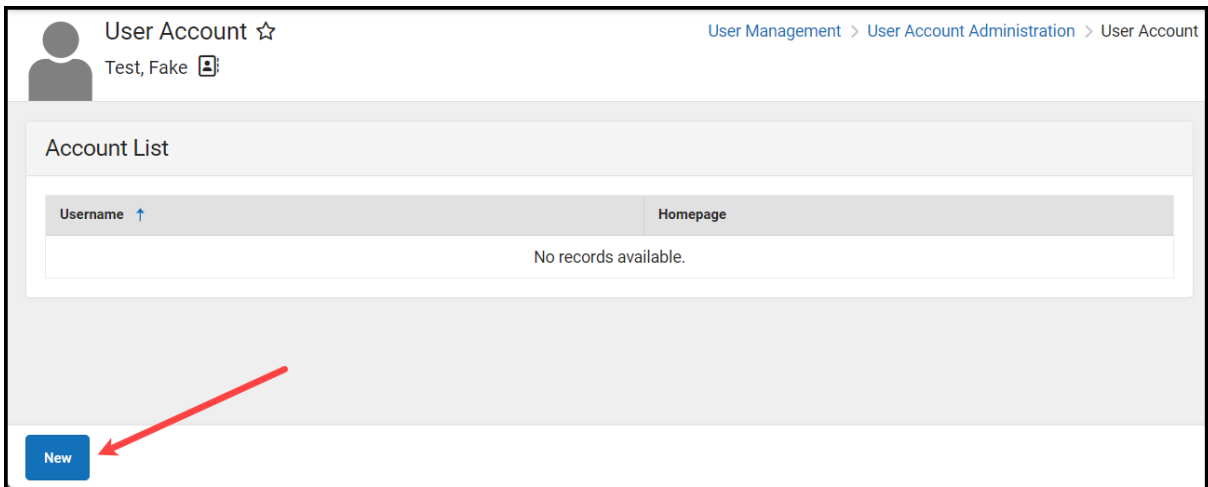 User Account
User Management > User Account Administration > User Account
Test, Fake
Account List
Username ↑ Homepage
No records available.
New